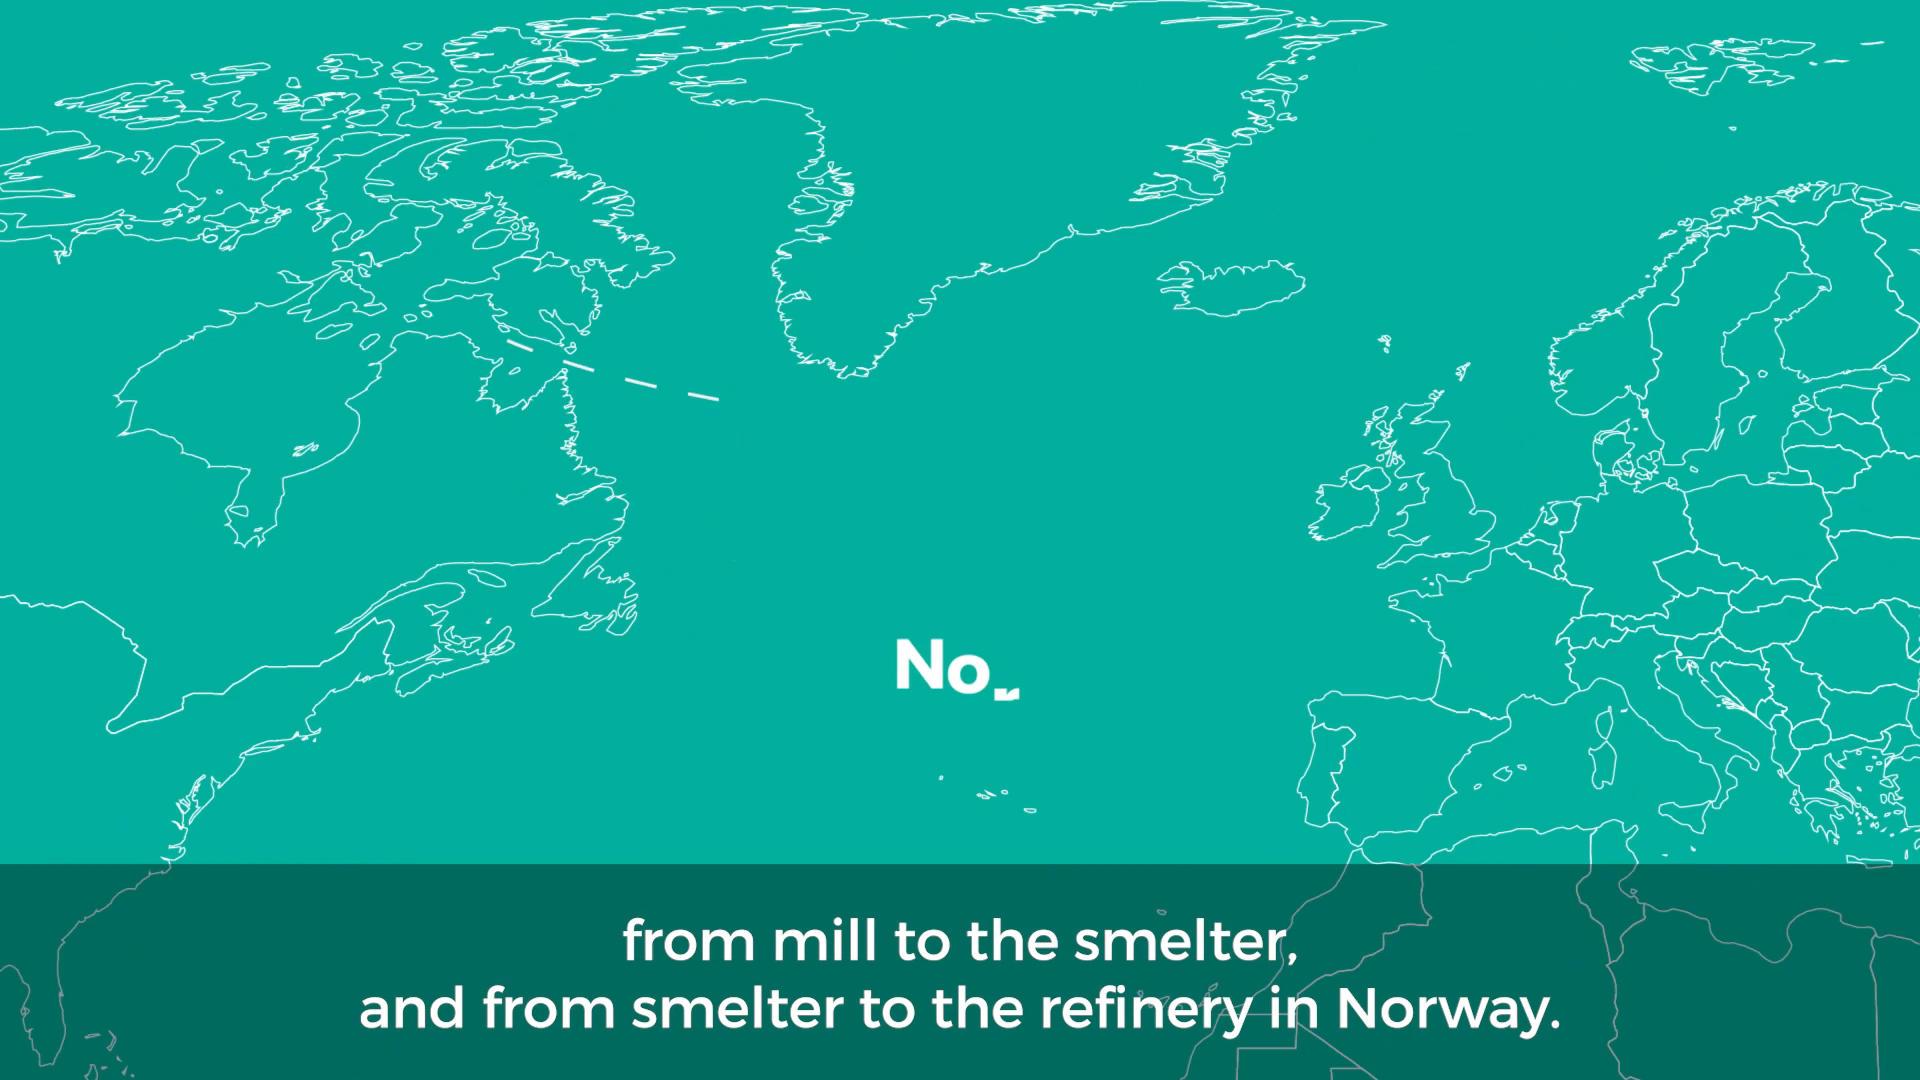 No
from mill to the smelter,
and from smelter to the refinery in Norway.